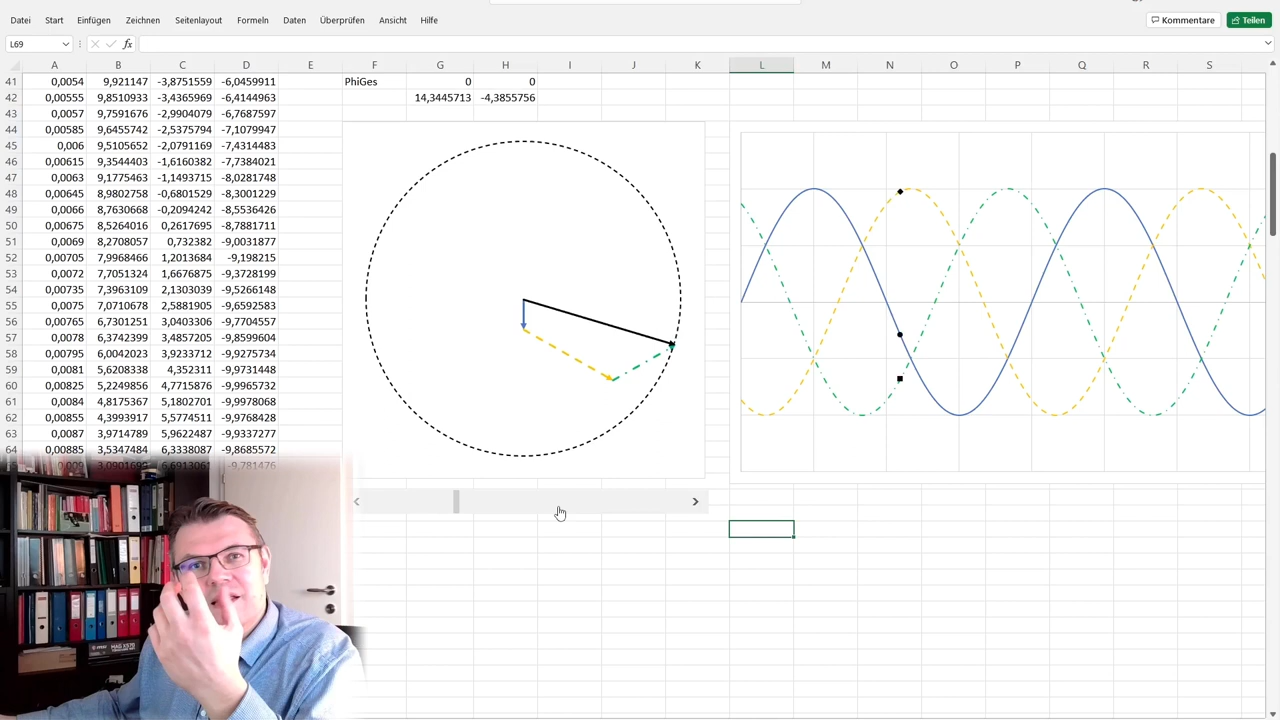 Datei Start Einfügen Zeichnen Seitenlayout Formeln Daten Überprüfen Ansicht Hilfe Kommentare Teilen
L69 fx
A B C D E F G H I J K L M N O P Q R S
41 0,0054 9,921147 -3,8751559 -6,0459911 PhiGes 0 0
42 0,00555 9,8510933 -3,4365969 -6,4144963 14,3445713 -4,3855756
43 0,0057 9,7591676 -2,9904079 -6,7687597
44 0,00585 9,6455742 -2,5375794 -7,1079947
45 0,006 9,5105652 -2,0791169 -7,4314483
46 0,00615 9,3544403 -1,6160382 -7,7384021
47 0,0063 9,1775463 -1,1493715 -8,0281747
48 0,00645 8,9802758 -0,6801529 -8,3001229
49 0,0066 8,7630668 -0,2094242 -8,5536426
50 0,00675 8,5264016 0,2617695 -8,7881711
51 0,0069 8,2708057 0,732382 -9,0031877
52 0,00705 7,9968466 1,2013684 -9,198215
53 0,0072 7,7051324 1,6676875 -9,3728199
54 0,00735 7,3963109 2,1303039 -9,5266148
55 0,0075 7,0710678 2,5881905 -9,6592583
56 0,00765 6,7301251 3,0403306 -9,7704557
57 0,0078 6,3742399 3,4857205 -9,8599604
58 0,00795 6,0042023 3,9233712 -9,9275734
59 0,0081 5,6208338 4,352311 -9,9731448
60 0,00825 5,2249856 4,7715876 -9,9965732
61 0,0084 4,8175367 5,1802701 -9,9978068
62 0,00855 4,3993917 5,5774511 -9,9768428
63 0,0087 3,9714789 5,9622487 -9,9337277
64 0,00885 3,5347484 6,3338087 -9,8685572
0,009 3,0901699 6,6913061 -9,781476